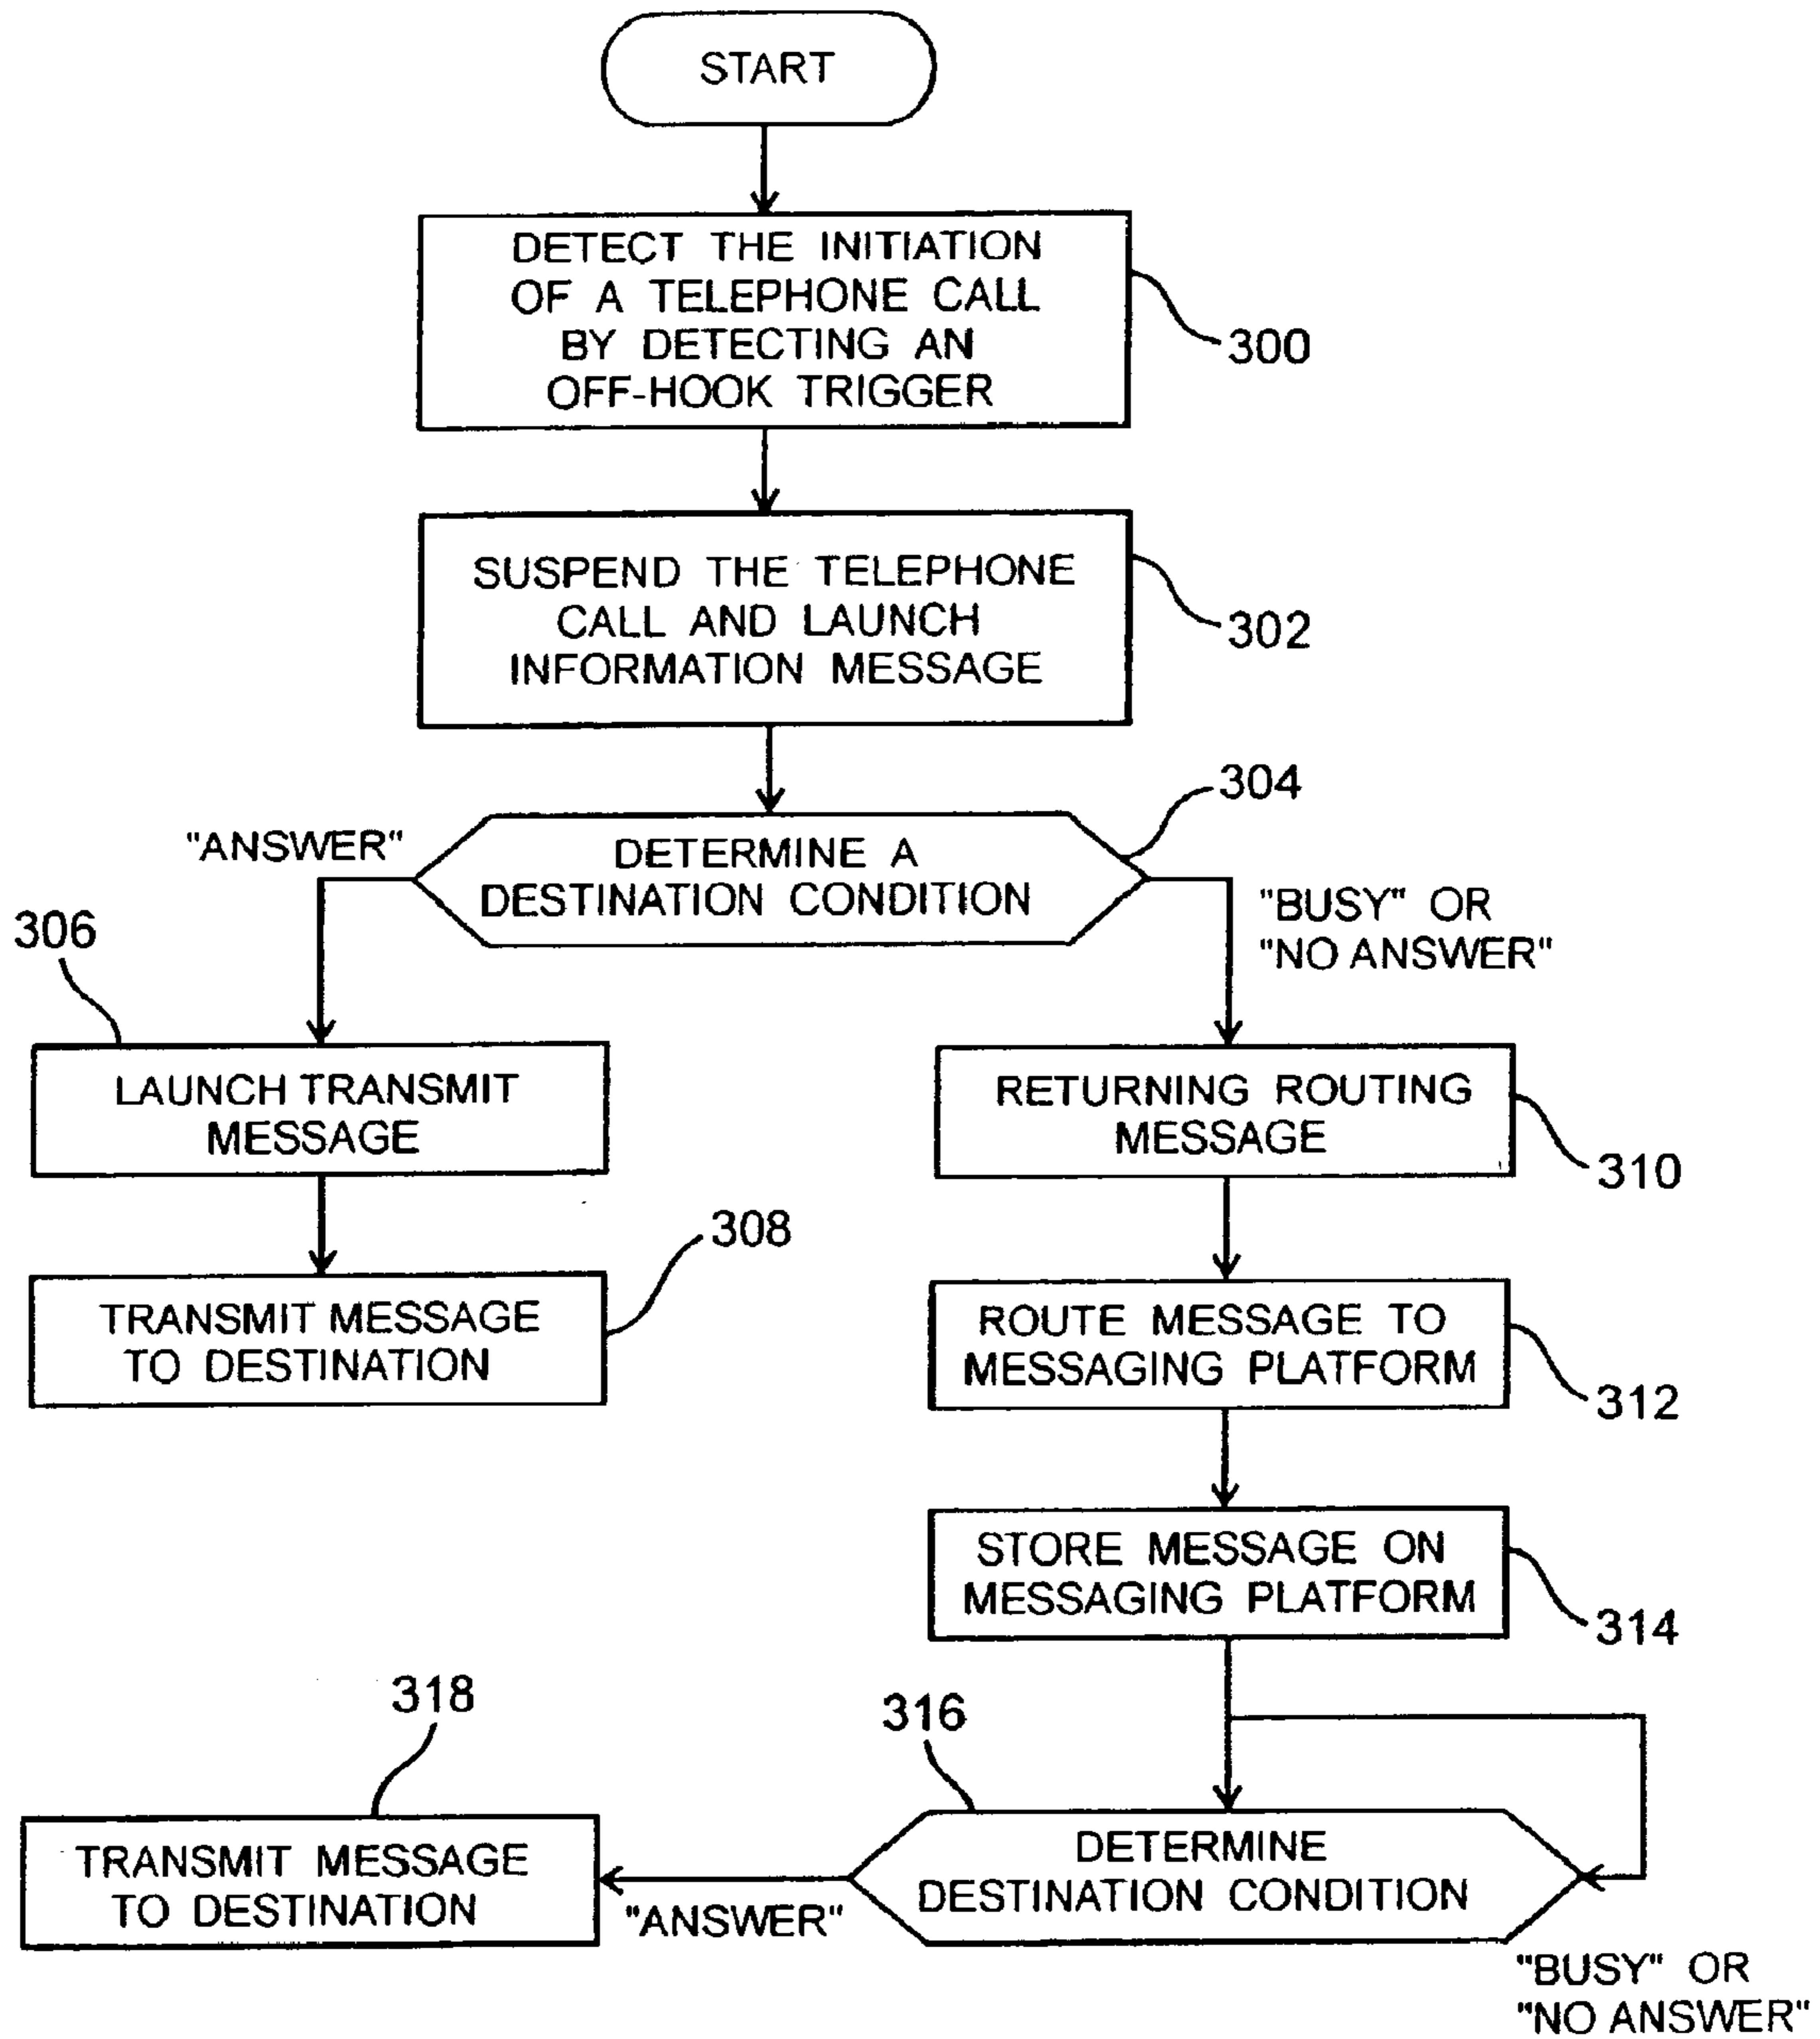 START
DETECT THE INITIATION
OF A TELEPHONE CALL
BY DETECTING AN
OFF-HOOK TRIGGER
300
SUSPEND THE TELEPHONE
CALL AND LAUNCH
INFORMATION MESSAGE
302
304
"ANSWER"
DETERMINE A
DESTINATION CONDITION
"BUSY" OR
"NO ANSWER"
306
LAUNCH TRANSMIT
MESSAGE
RETURNING ROUTING
MESSAGE
310
308
TRANSMIT MESSAGE
TO DESTINATION
ROUTE MESSAGE TO
MESSAGING PLATFORM
312
STORE MESSAGE ON
MESSAGING PLATFORM
314
318
316
TRANSMIT MESSAGE
TO DESTINATION
"ANSWER"
DETERMINE
DESTINATION CONDITION
"BUSY" OR
"NO ANSWER"